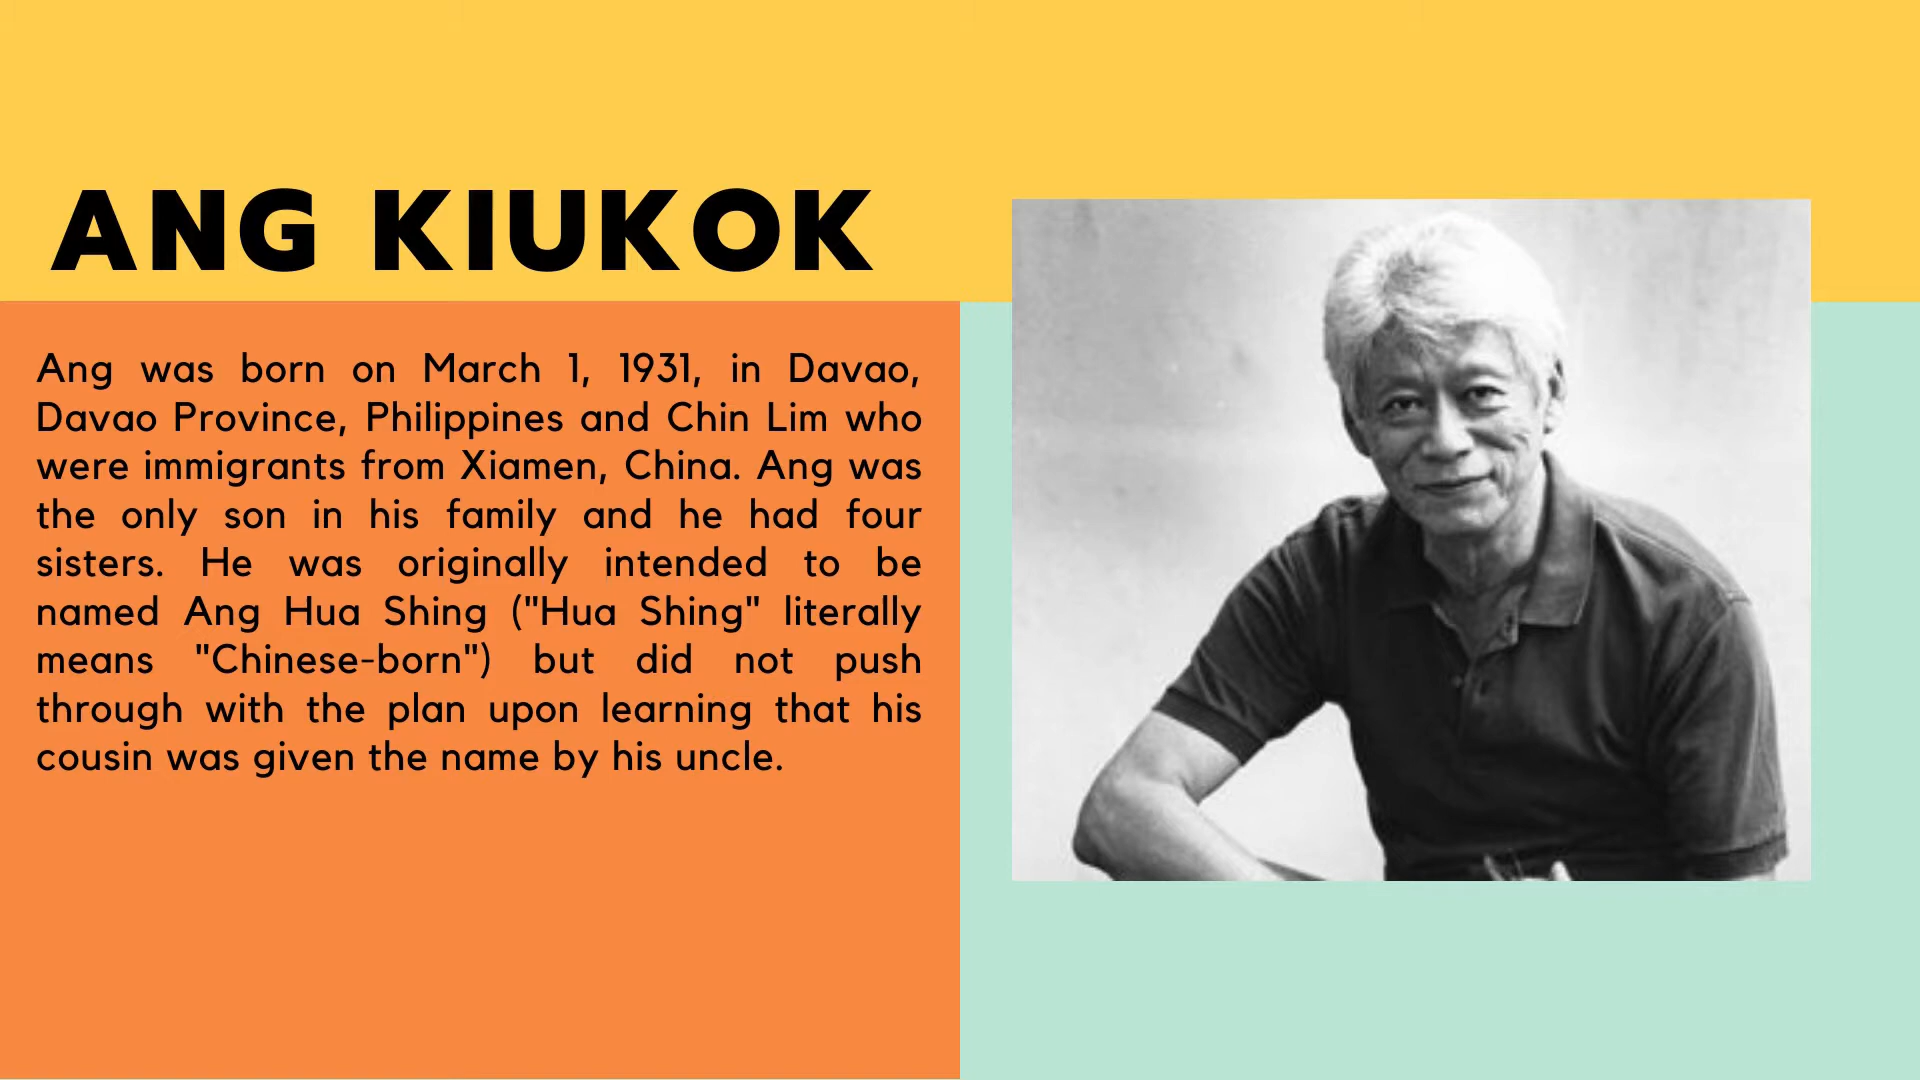 ANG KIUKOK
Ang was born on March 1, 1931, in Davao,
Davao Province, Philippines and Chin Lim who
were immigrants from Xiamen, China. Ang was
the only son in his family and he had four
sisters. He was originally intended to be
named Ang Hua Shing ("Hua Shing" literally
means "Chinese-born") but did not push
through with the plan upon learning that his
cousin was given the name by his uncle.